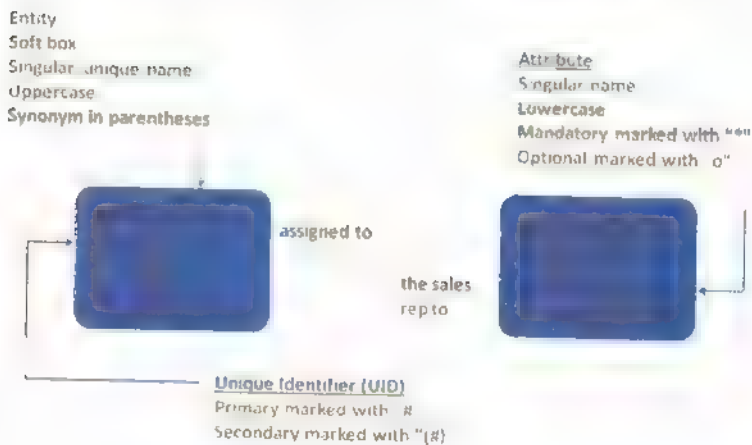 Entity
Soft box
Singular unique name
Uppercase
Synonym in parentheses
Attribute
Singular name
Lowercase
Mandatory marked with "*"
Optional marked with o"
assigned to
the sales
rep to
Unique Identifier (UID)
Primary marked with #
Secondary marked with "(#)